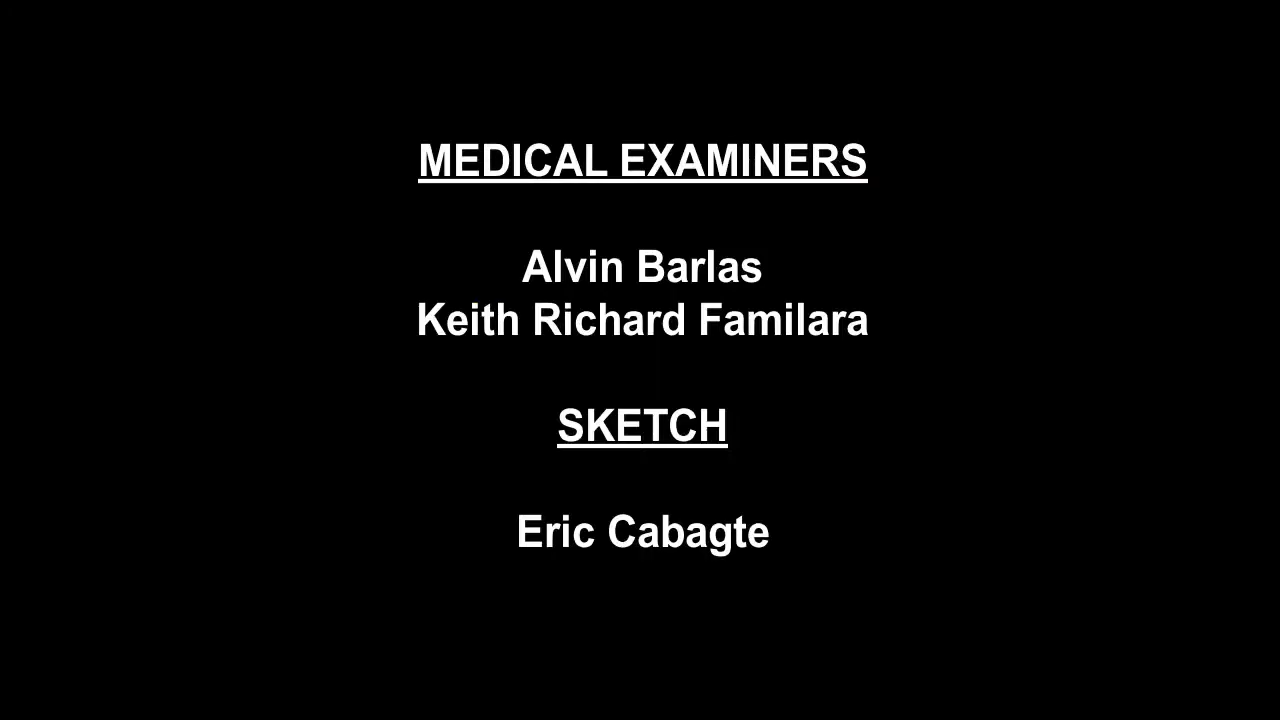 MEDICAL EXAMINERS
Alvin Barlas
Keith Richard Familara
SKETCH
Eric Cabagte